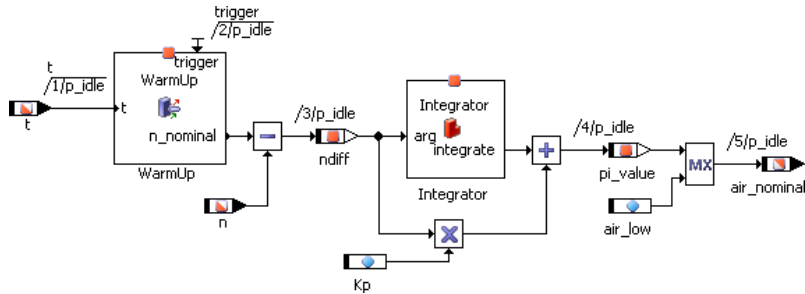 trigger
/2/p_idle
t
/1/p_idle
trigger
WarmUp
t
n_nominal
t
WarmUp
/3/p_idle
ndiff
n
Integrator
arg
integrate
Integrator
Kp
/4/p_idle
pi_value
MX
/5/p_idle
air_nominal
air_low